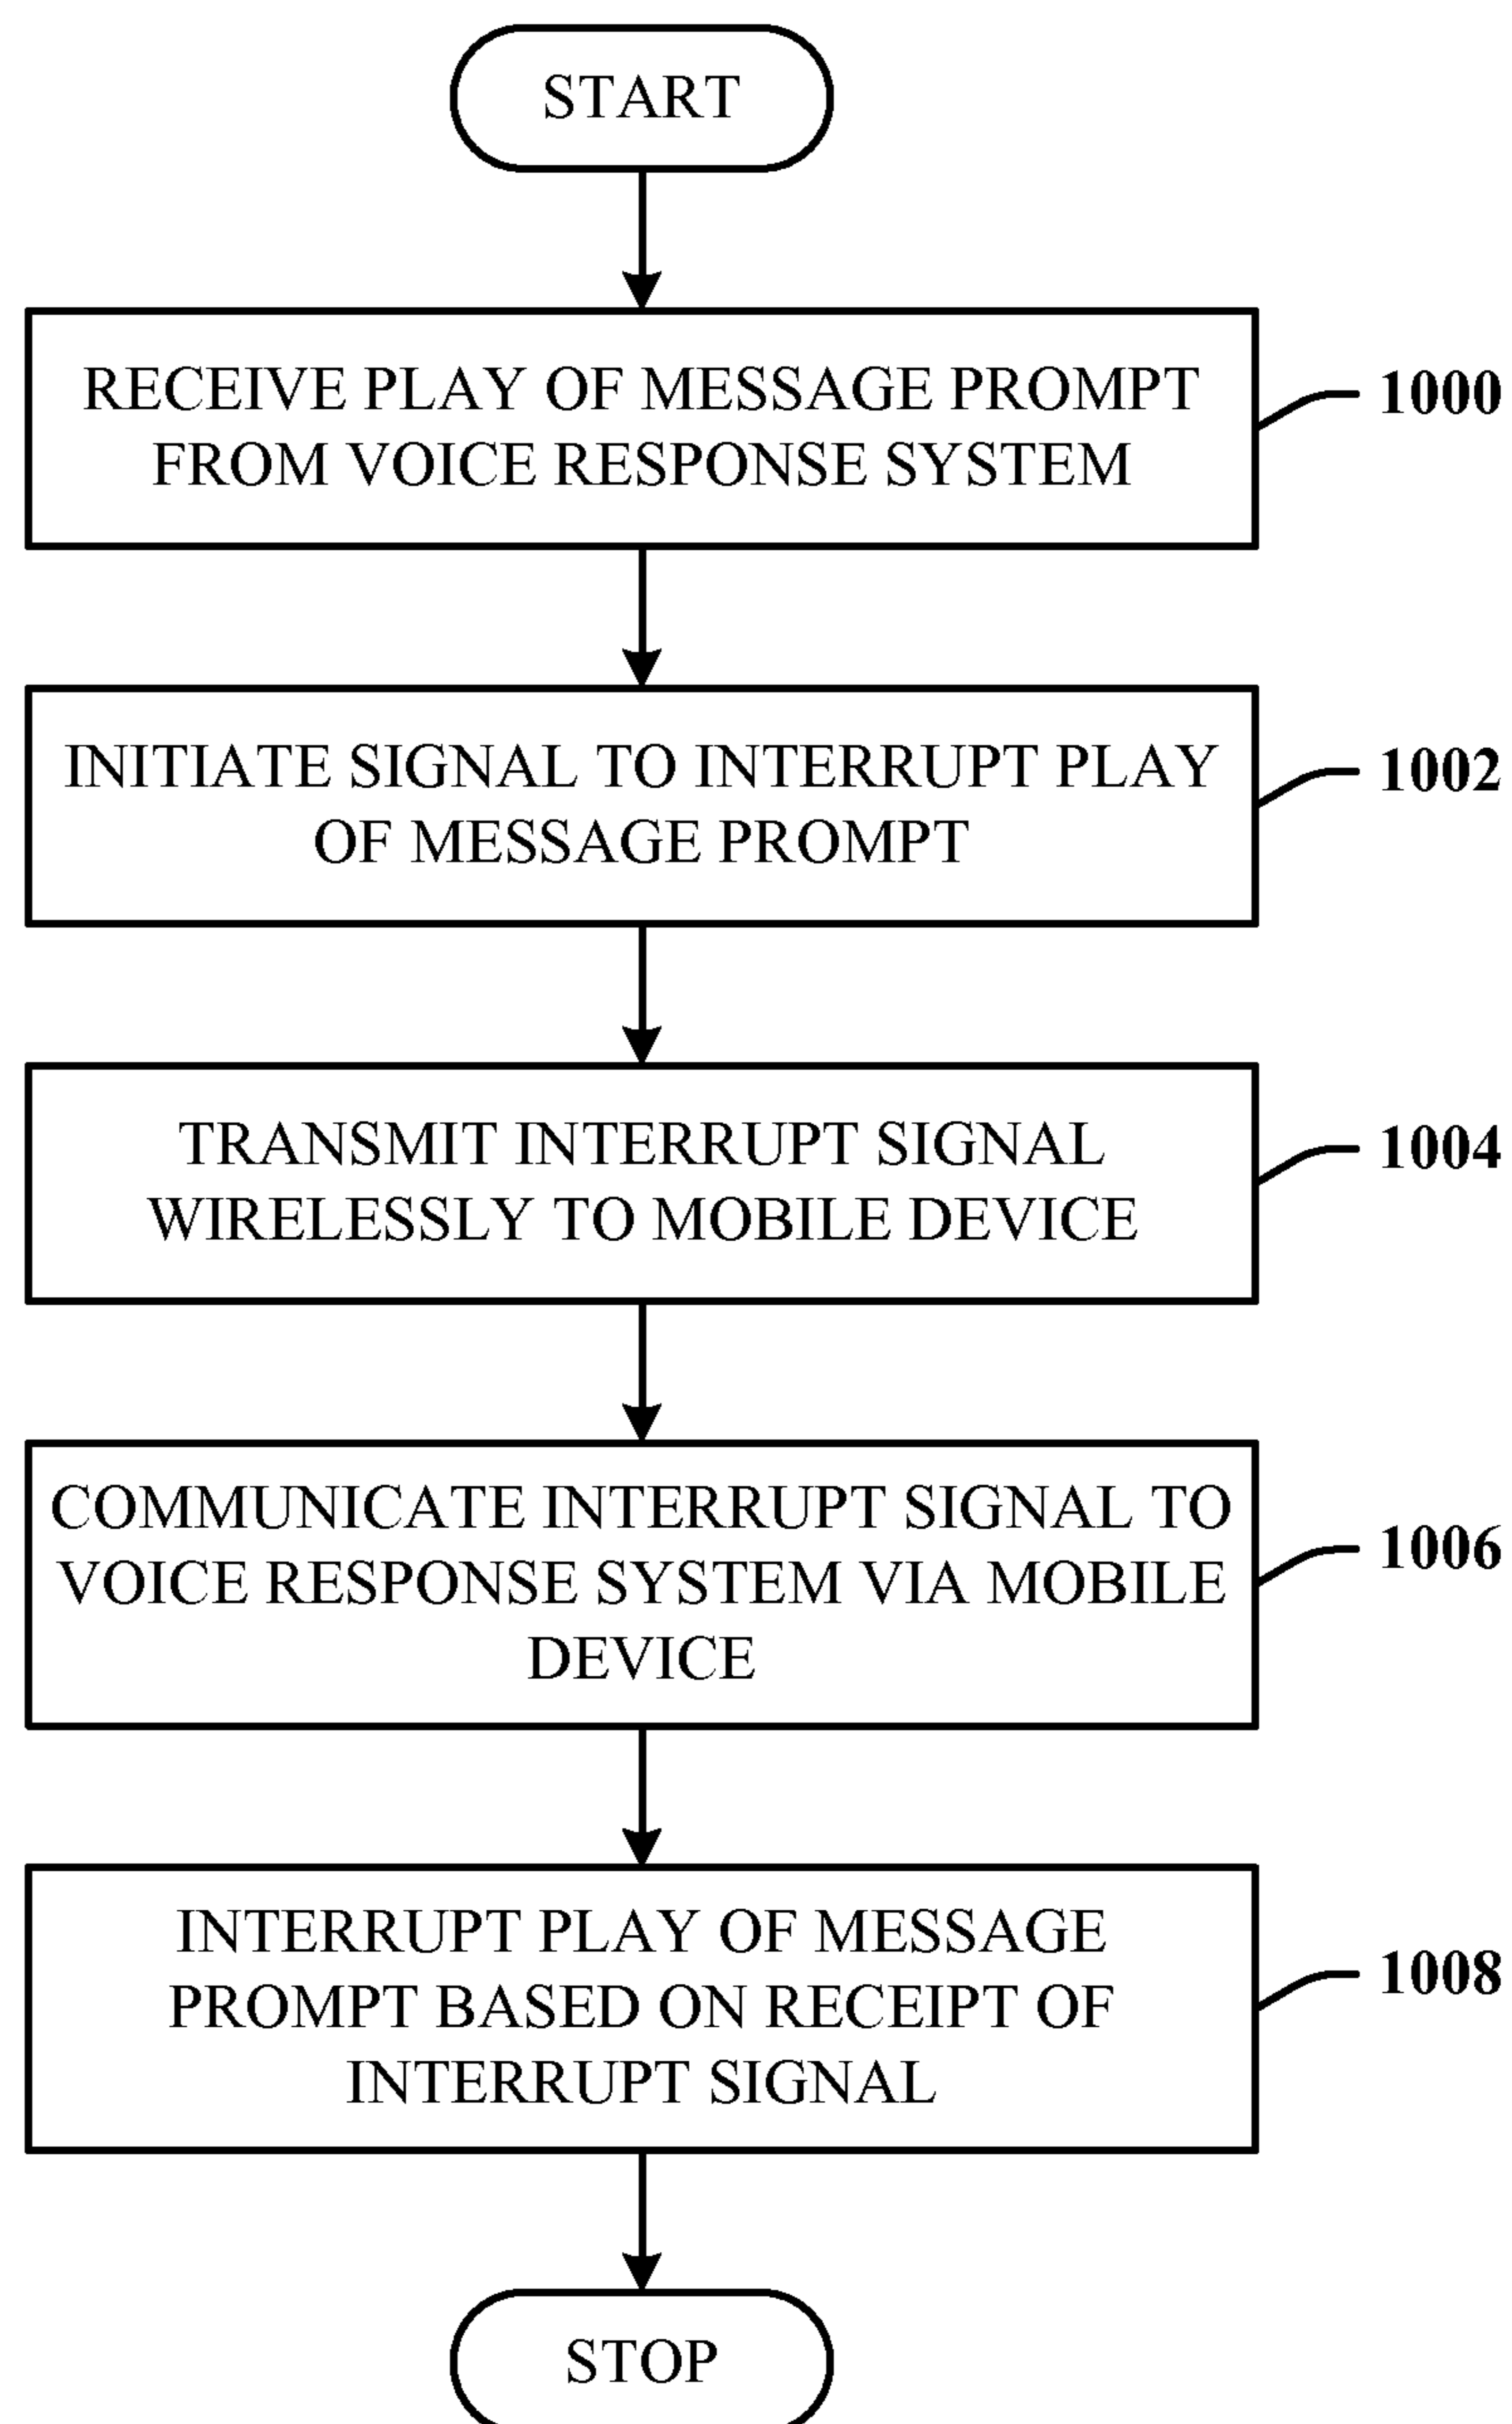 START
RECEIVE PLAY OF MESSAGE PROMPT
FROM VOICE RESPONSE SYSTEM
1000
INITIATE SIGNAL TO INTERRUPT PLAY
OF MESSAGE PROMPT
1002
TRANSMIT INTERRUPT SIGNAL
WIRELESSLY TO MOBILE DEVICE
1004
COMMUNICATE INTERRUPT SIGNAL TO
VOICE RESPONSE SYSTEM VIA MOBILE
DEVICE
1006
INTERRUPT PLAY OF MESSAGE
PROMPT BASED ON RECEIPT OF
INTERRUPT SIGNAL
1008
STOP